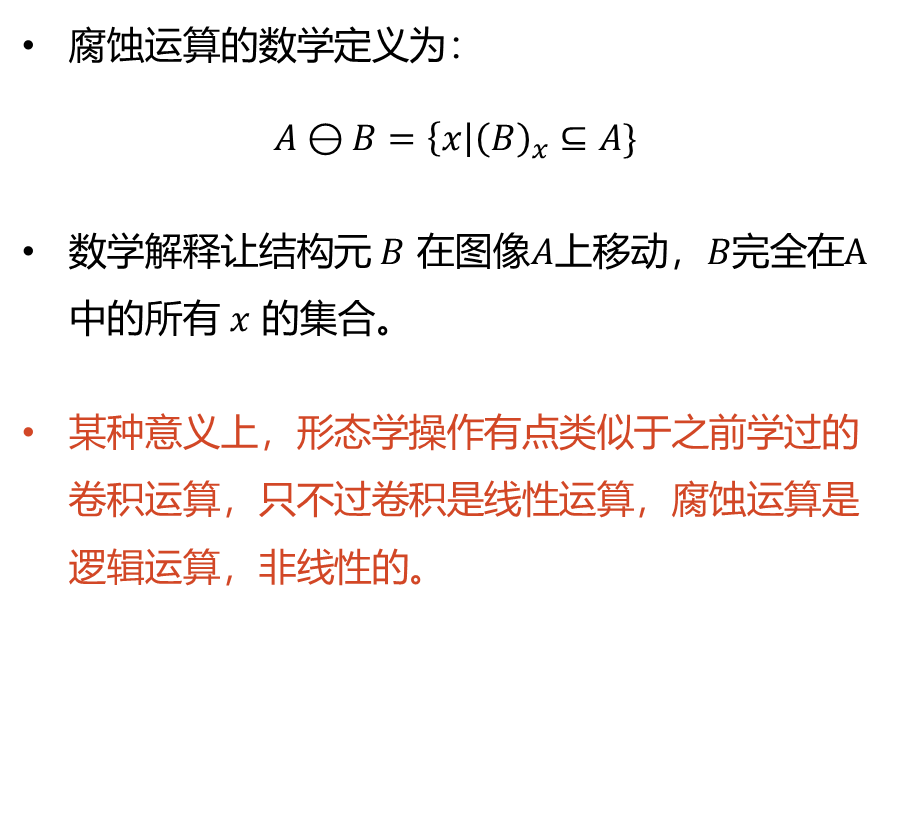 • 腐蚀运算的数学定义为：
A ⊖ B = {x|(B)ₓ ⊆ A}
• 数学解释让结构元 B 在图像A上移动，B完全在A
中的所有 x 的集合。
• 某种意义上，形态学操作有点类似于之前学过的
卷积运算，只不过卷积是线性运算，腐蚀运算是
逻辑运算，非线性的。